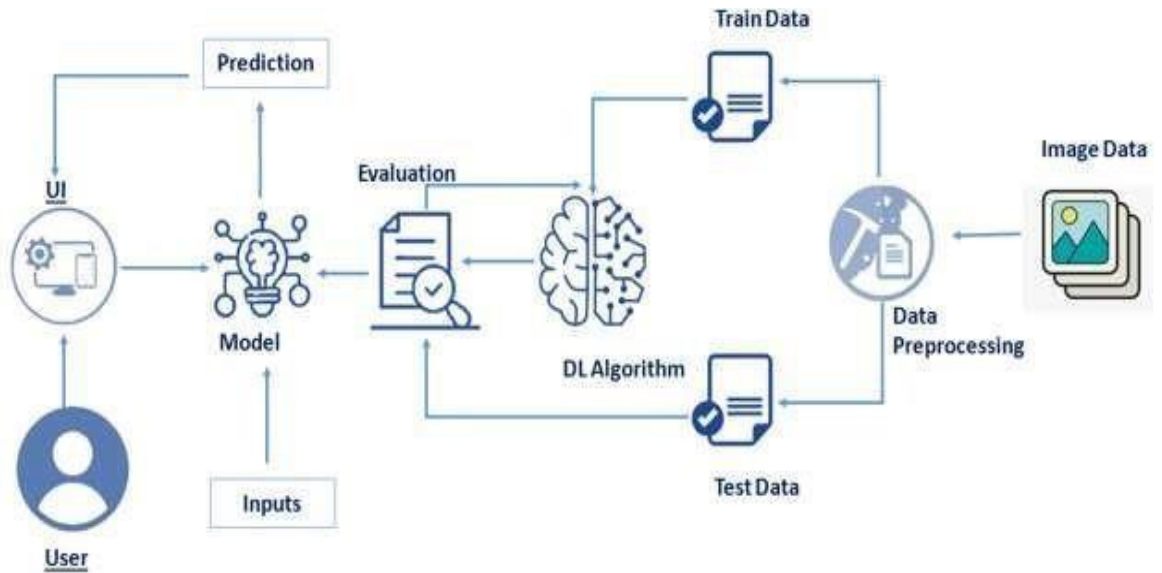 Train Data
Prediction
Image Data
Evaluation
UI
Data
Preprocessing
Model
DL Algorithm
Inputs
Test Data
User